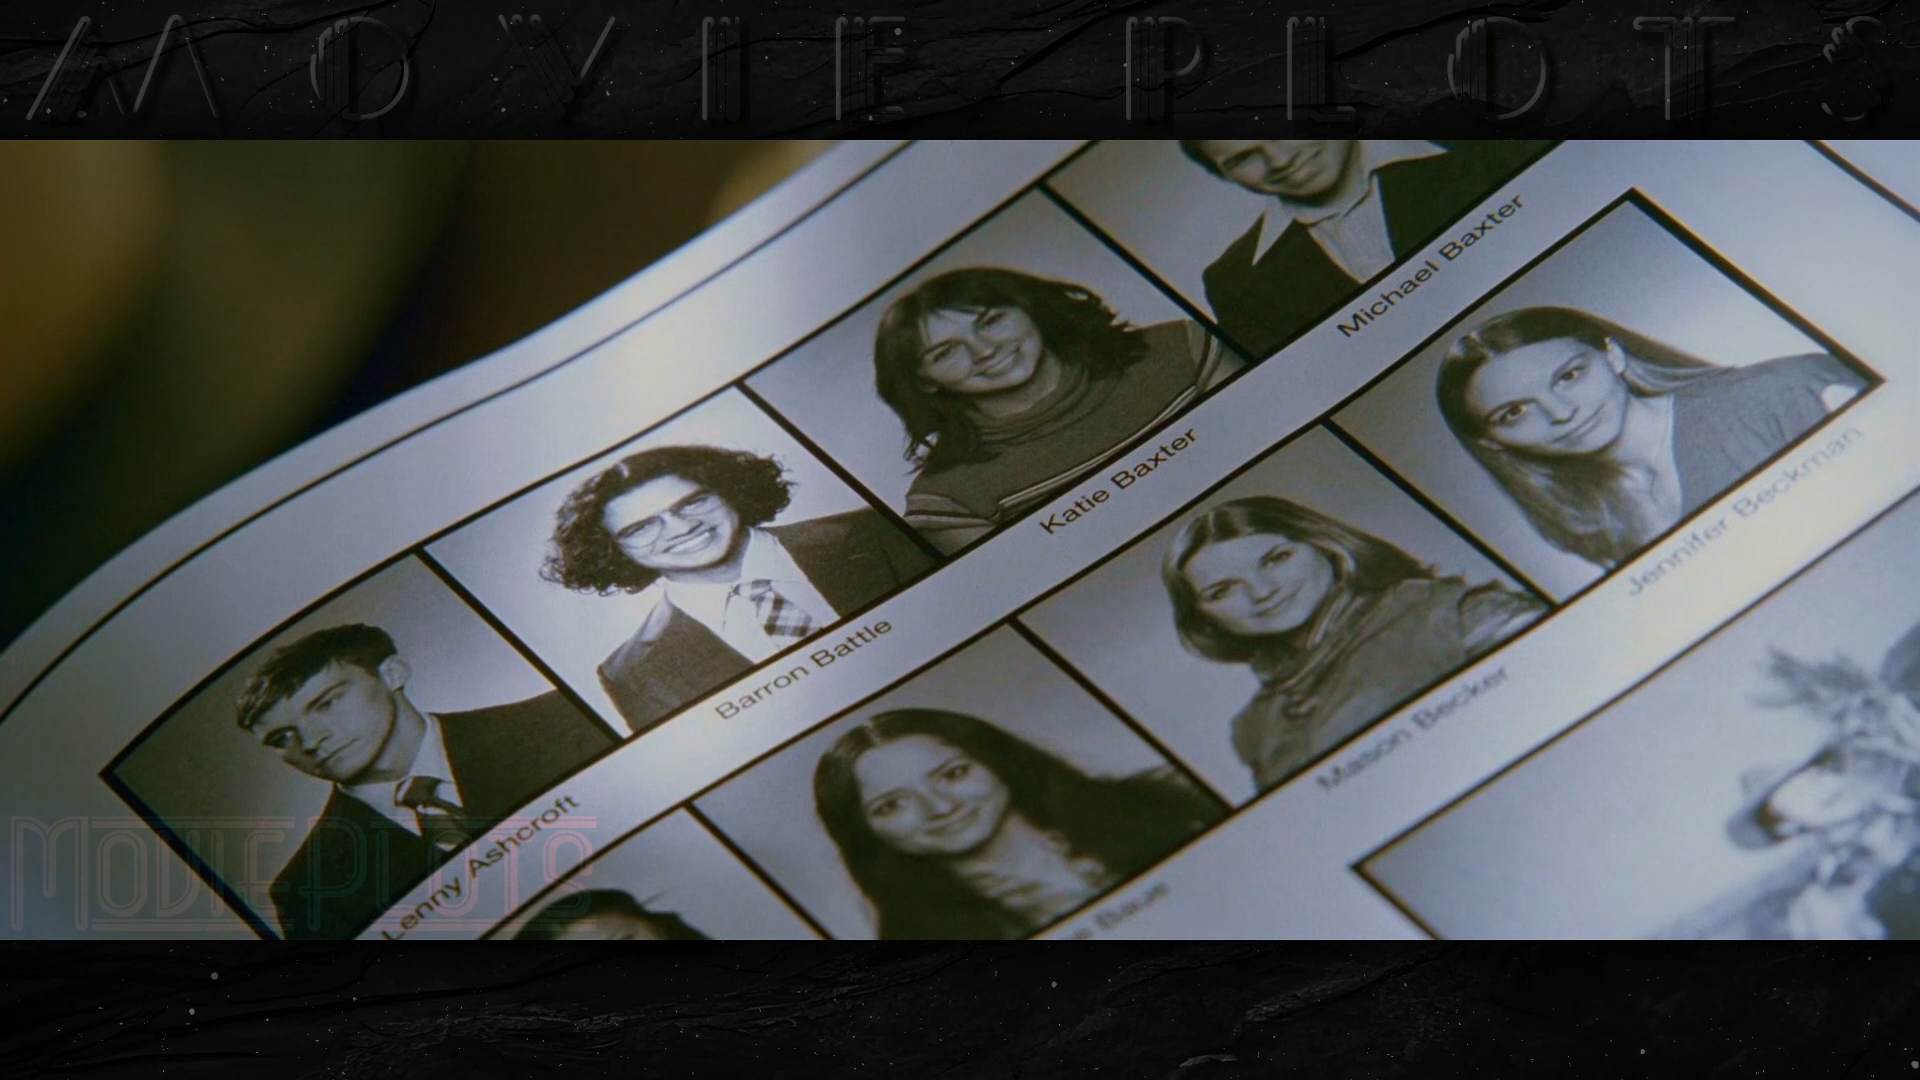 MOVIE PLOTS
Michael Baxter
Katie Baxter
Barron Battle
Lenny Ashcroft
Jennifer Beckman
Mason Becker
MOVIEPLOTS